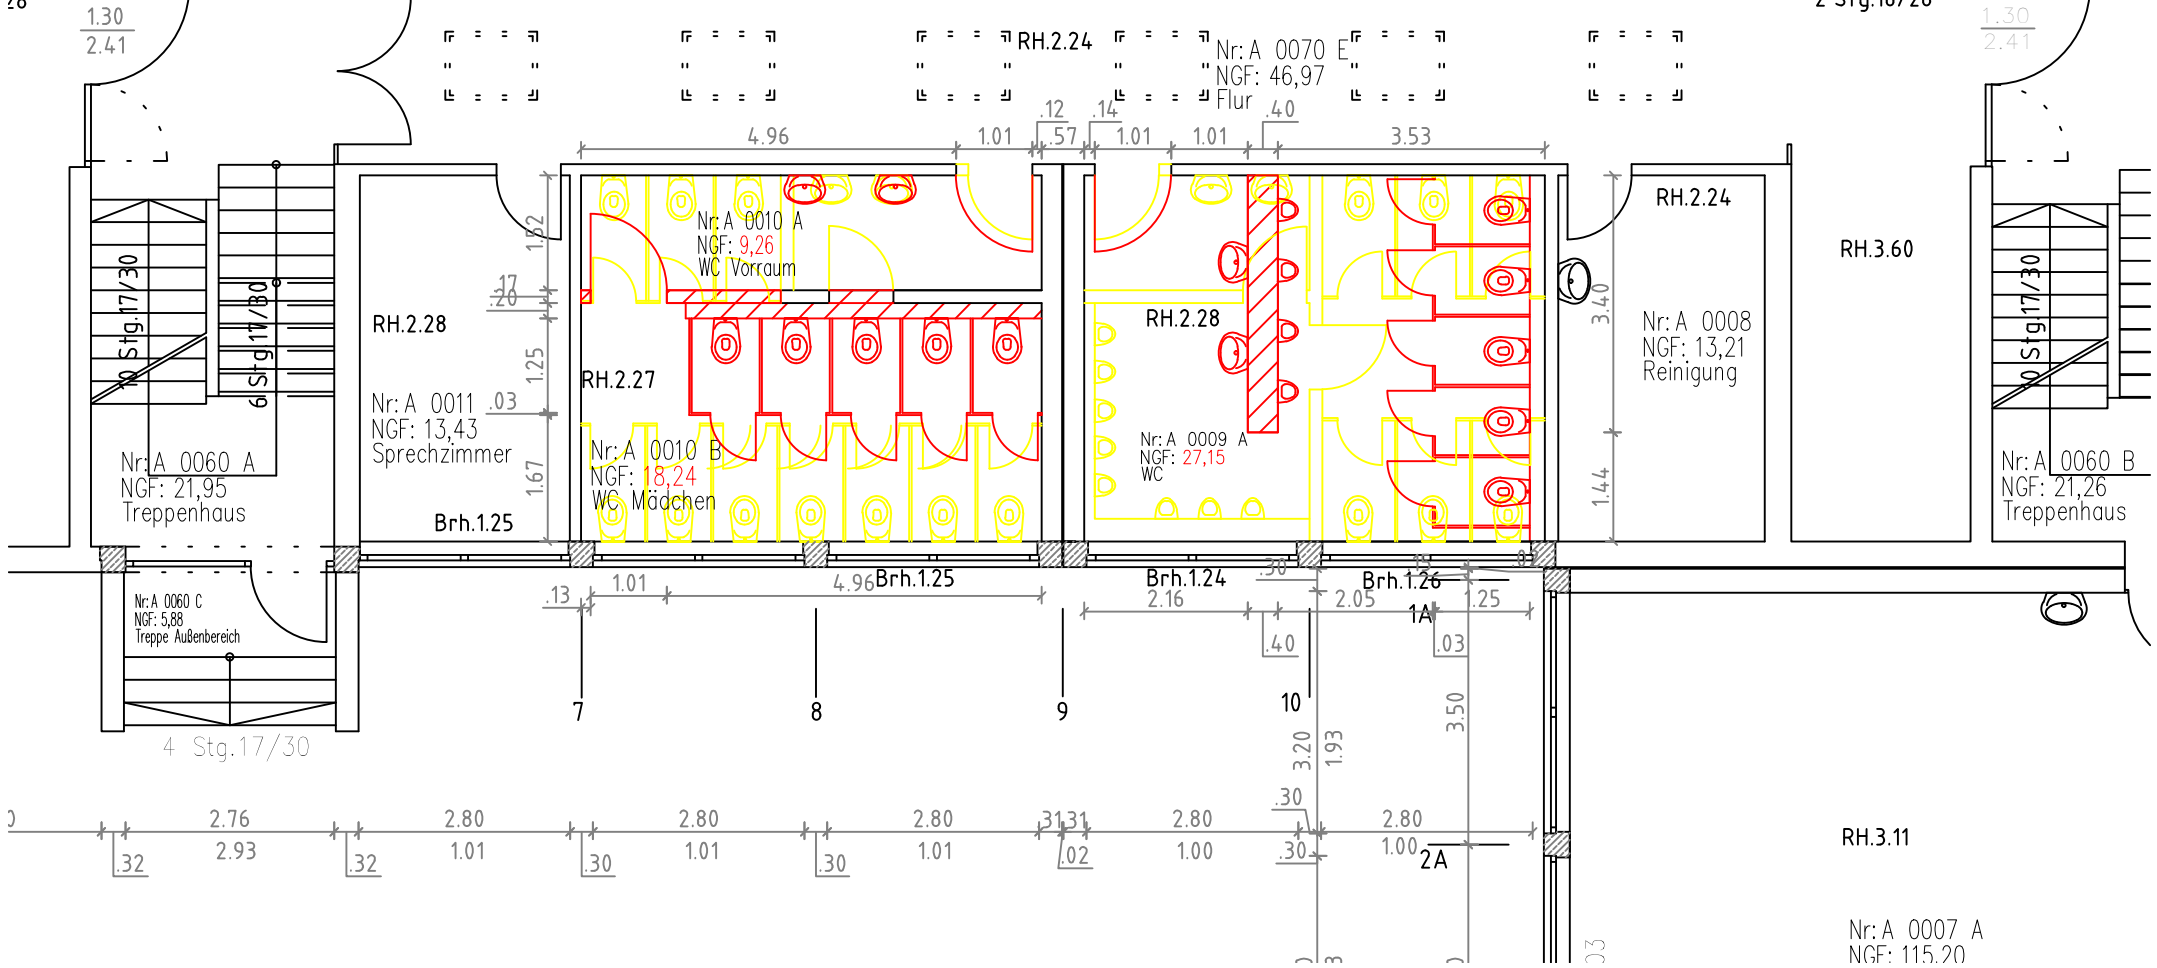 1.30
2.41
RH.2.24
Nr:A 0070 E
NGF: 46,97
Flur
1.30
2.41
4.96
1.01
.12
.57
.14
1.01
1.01
.40
3.53
Nr:A 0010 A
NGF: 9,26
WC Vorraum
1.52
.17
.20
1.25
.03
1.67
RH.2.24
RH.3.60
10 Stg.17/30
6 Stg.17/30
RH.2.28
RH.2.27
RH.2.28
3.40
1.44
Nr:A 0011
NGF: 13,43
Sprechzimmer
Nr:A 0010 B
NGF: 18,24
WC Mädchen
Nr:A 0009 A
NGF: 27,15
WC
Nr:A 0008
NGF: 13,21
Reinigung
Nr:A 0060 A
NGF: 21,95
Treppenhaus
Nr:A 0060 B
NGF: 21,26
Treppenhaus
Brh.1.25
Brh.1.25
Brh.1.24
Brh.1.26
1A
Nr:A 0060 C
NGF: 5,88
Treppe Außenbereich
.13
1.01
4.96
.30
2.16
2.05
1.25
.40
.03
7
8
9
10
4 Stg.17/30
3.20
1.93
3.50
.30
2.76
2.80
2.80
2.80
31
31
2.80
2.80
2.93
1.01
1.01
1.01
1.00
1.00
.32
.32
.30
.30
.02
.30
2A
RH.3.11
Nr:A 0007 A
NGF: 115,20